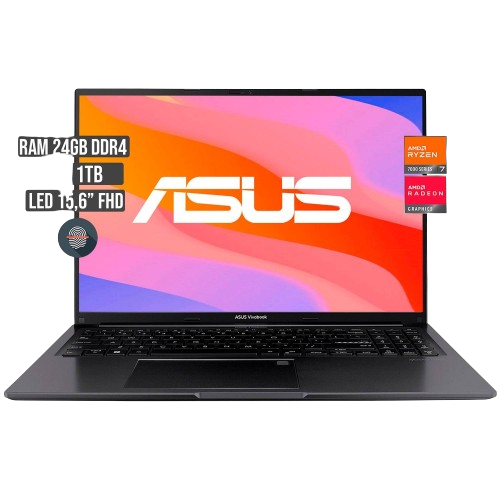 RAM 24GB DDR4
1TB
LED 15,6” FHD
ASUS
AMD
RYZEN
7000 SERIES 7
AMD
RADEON
GRAPHICS
ASUS Vivobook